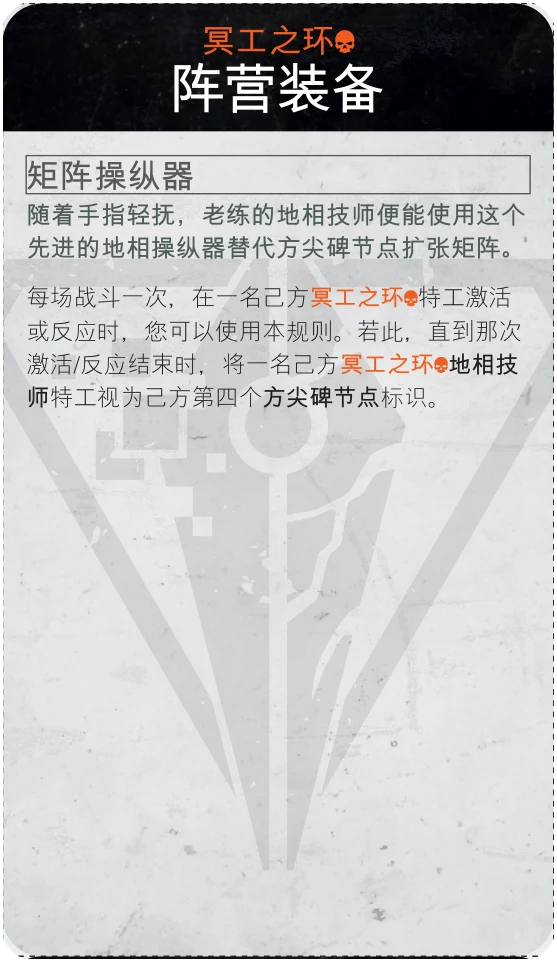 冥工之环
阵营装备
矩阵操纵器
随着手指轻抚，老练的地相技师便能使用这个
先进的地相操纵器替代方尖碑节点扩张矩阵。
每场战斗一次，在一名己方冥工之环特工激活
或反应时，您可以使用本规则。若此，直到那次
激活/反应结束时，将一名己方冥工之环地相技
师特工视为己方第四个方尖碑节点标识。